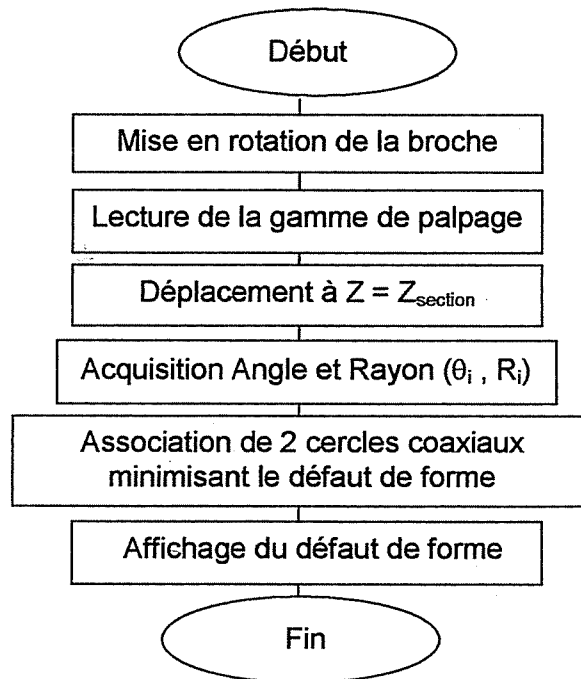 Début
Mise en rotation de la broche
Lecture de la gamme de palpage
Déplacement à Z = Zsection
Acquisition Angle et Rayon (θi , Ri)
Association de 2 cercles coaxiaux
minimisant le défaut de forme
Affichage du défaut de forme
Fin